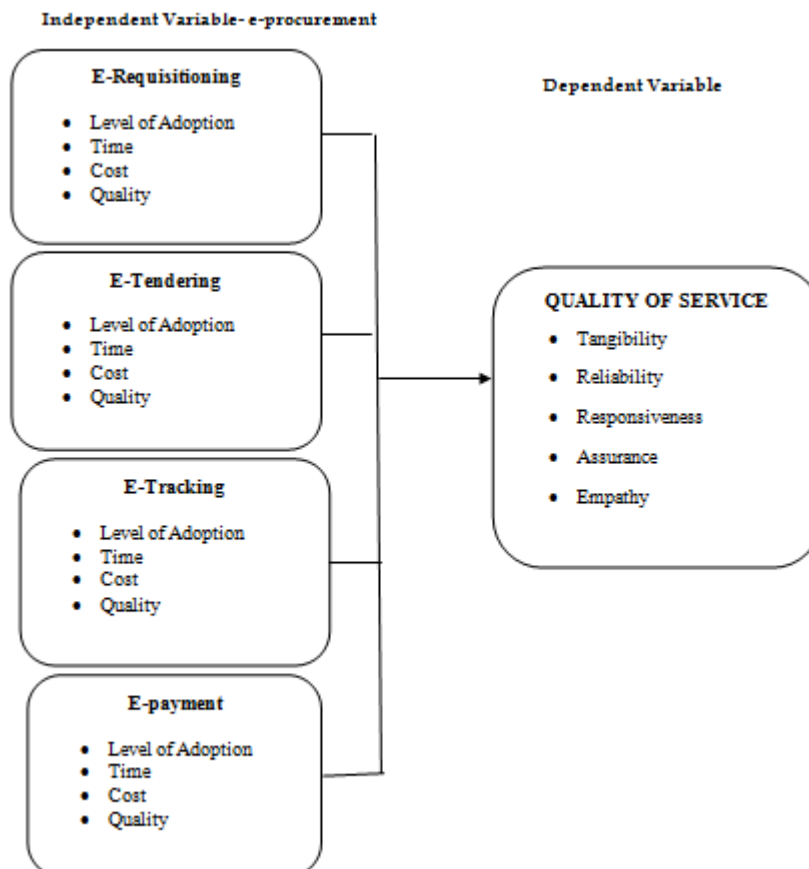 Independent Variable- e-procurement
E-Requisitioning
• Level of Adoption
• Time
• Cost
• Quality
E-Tendering
• Level of Adoption
• Time
• Cost
• Quality
E-Tracking
• Level of Adoption
• Time
• Cost
• Quality
E-payment
• Level of Adoption
• Time
• Cost
• Quality
Dependent Variable
QUALITY OF SERVICE
• Tangibility
• Reliability
• Responsiveness
• Assurance
• Empathy